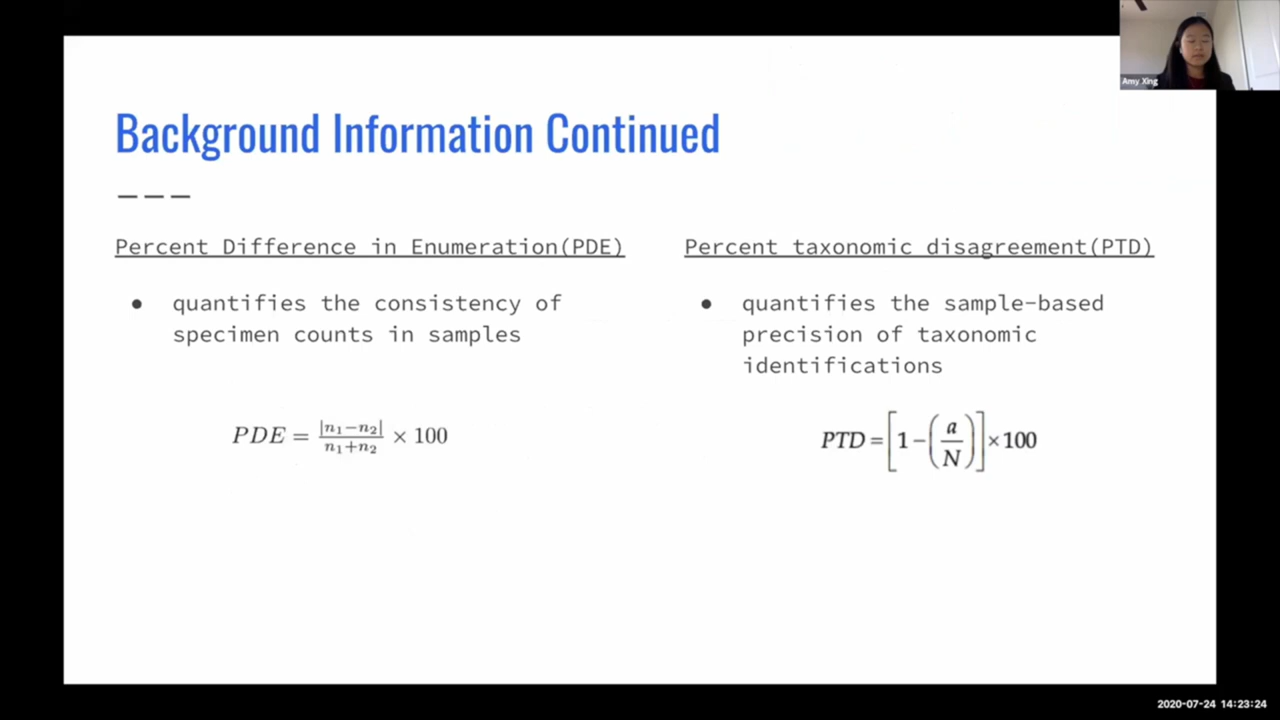 Amy Xing
Background Information Continued
Percent Difference in Enumeration(PDE)
● quantifies the consistency of
specimen counts in samples
PDE = |n₁−n₂| / n₁+n₂ × 100
Percent taxonomic disagreement(PTD)
● quantifies the sample-based
precision of taxonomic
identifications
PTD = [1−(a/N)]×100
2020-07-24 14:23:24